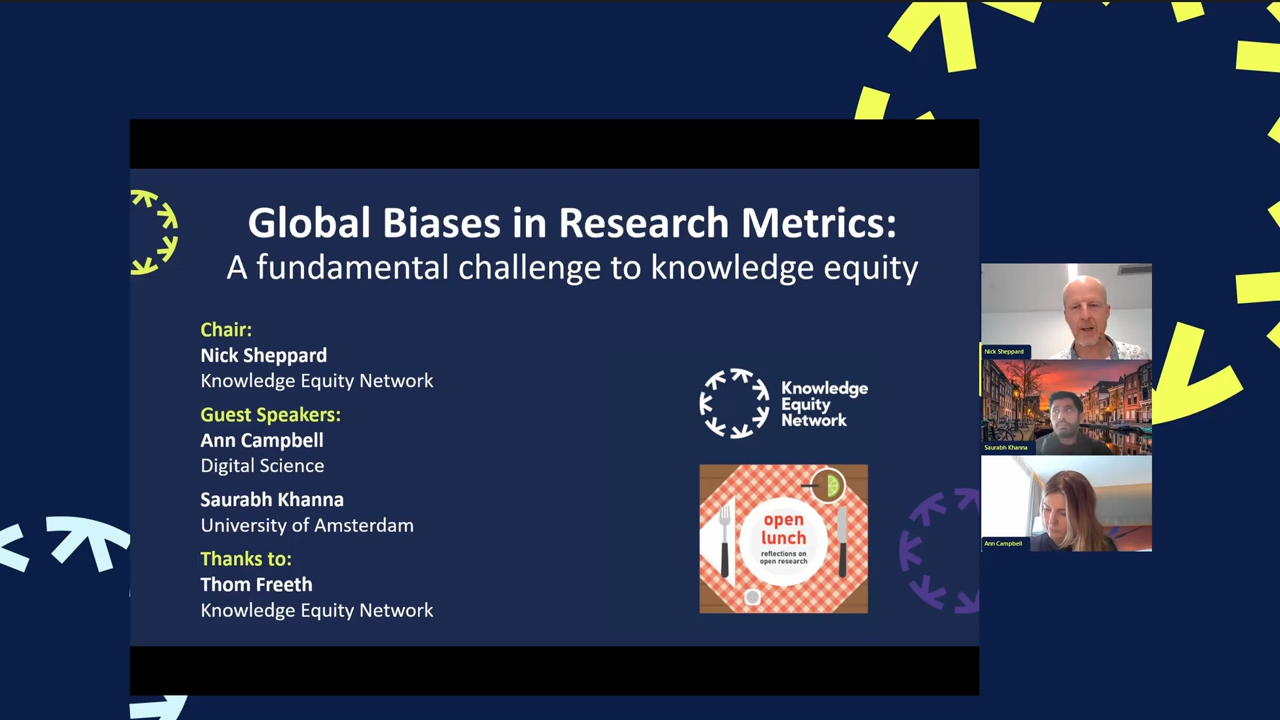 Global Biases in Research Metrics:
A fundamental challenge to knowledge equity
Chair:
Nick Sheppard
Knowledge Equity Network
Guest Speakers:
Ann Campbell
Digital Science
Saurabh Khanna
University of Amsterdam
Thanks to:
Thom Freeth
Knowledge Equity Network
Knowledge
Equity
Network
open
lunch
reflections on
open research
Nick Sheppard
Saurabh Khanna
Ann Campbell